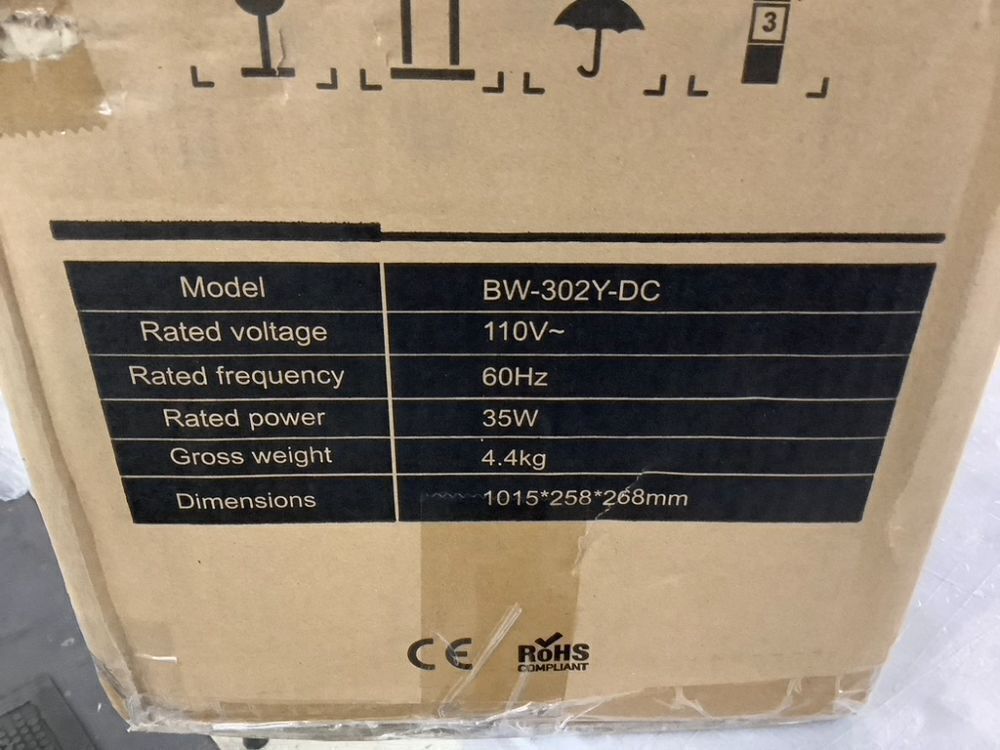 3
Model BW-302Y-DC
Rated voltage 110V~
Rated frequency 60Hz
Rated power 35W
Gross weight 4.4kg
Dimensions 1015*258*268mm
CE RoHS
COMPLIANT